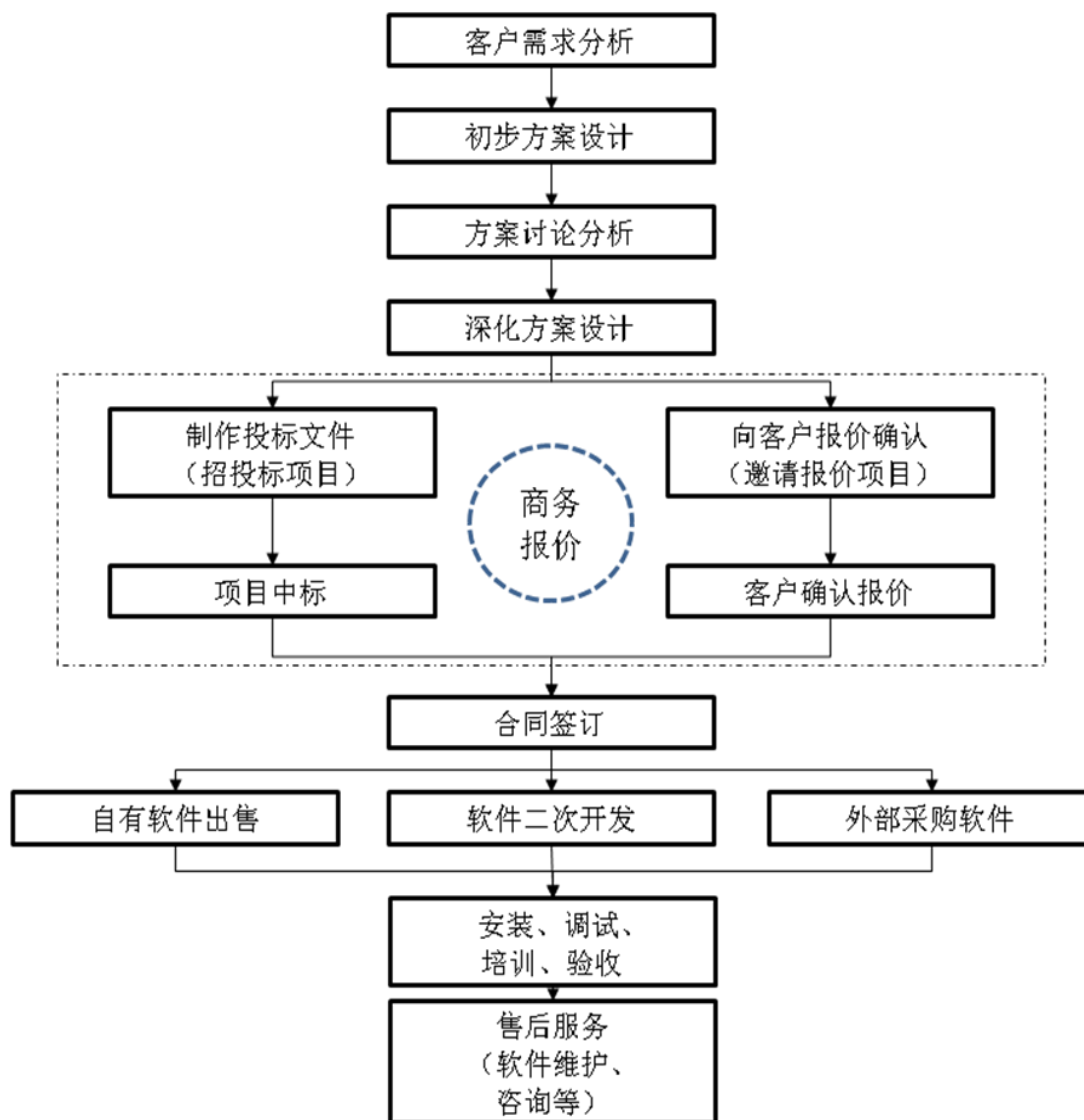 客户需求分析
初步方案设计
方案讨论分析
深化方案设计
制作投标文件
（招投标项目）
向客户报价确认
（邀请报价项目）
商务
报价
项目中标
客户确认报价
合同签订
自有软件出售
软件二次开发
外部采购软件
安装、调试、
培训、验收
售后服务
（软件维护、
咨询等）